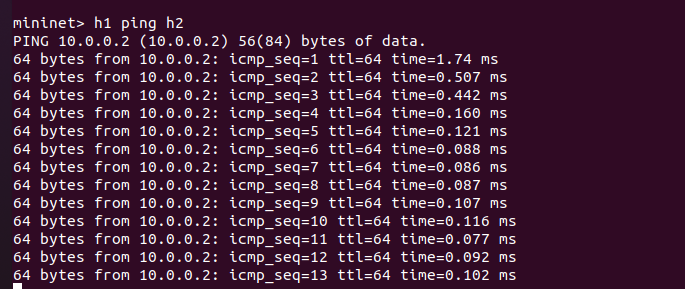 mininet> h1 ping h2
PING 10.0.0.2 (10.0.0.2) 56(84) bytes of data.
64 bytes from 10.0.0.2: icmp_seq=1 ttl=64 time=1.74 ms
64 bytes from 10.0.0.2: icmp_seq=2 ttl=64 time=0.507 ms
64 bytes from 10.0.0.2: icmp_seq=3 ttl=64 time=0.442 ms
64 bytes from 10.0.0.2: icmp_seq=4 ttl=64 time=0.160 ms
64 bytes from 10.0.0.2: icmp_seq=5 ttl=64 time=0.121 ms
64 bytes from 10.0.0.2: icmp_seq=6 ttl=64 time=0.088 ms
64 bytes from 10.0.0.2: icmp_seq=7 ttl=64 time=0.086 ms
64 bytes from 10.0.0.2: icmp_seq=8 ttl=64 time=0.087 ms
64 bytes from 10.0.0.2: icmp_seq=9 ttl=64 time=0.107 ms
64 bytes from 10.0.0.2: icmp_seq=10 ttl=64 time=0.116 ms
64 bytes from 10.0.0.2: icmp_seq=11 ttl=64 time=0.077 ms
64 bytes from 10.0.0.2: icmp_seq=12 ttl=64 time=0.092 ms
64 bytes from 10.0.0.2: icmp_seq=13 ttl=64 time=0.102 ms